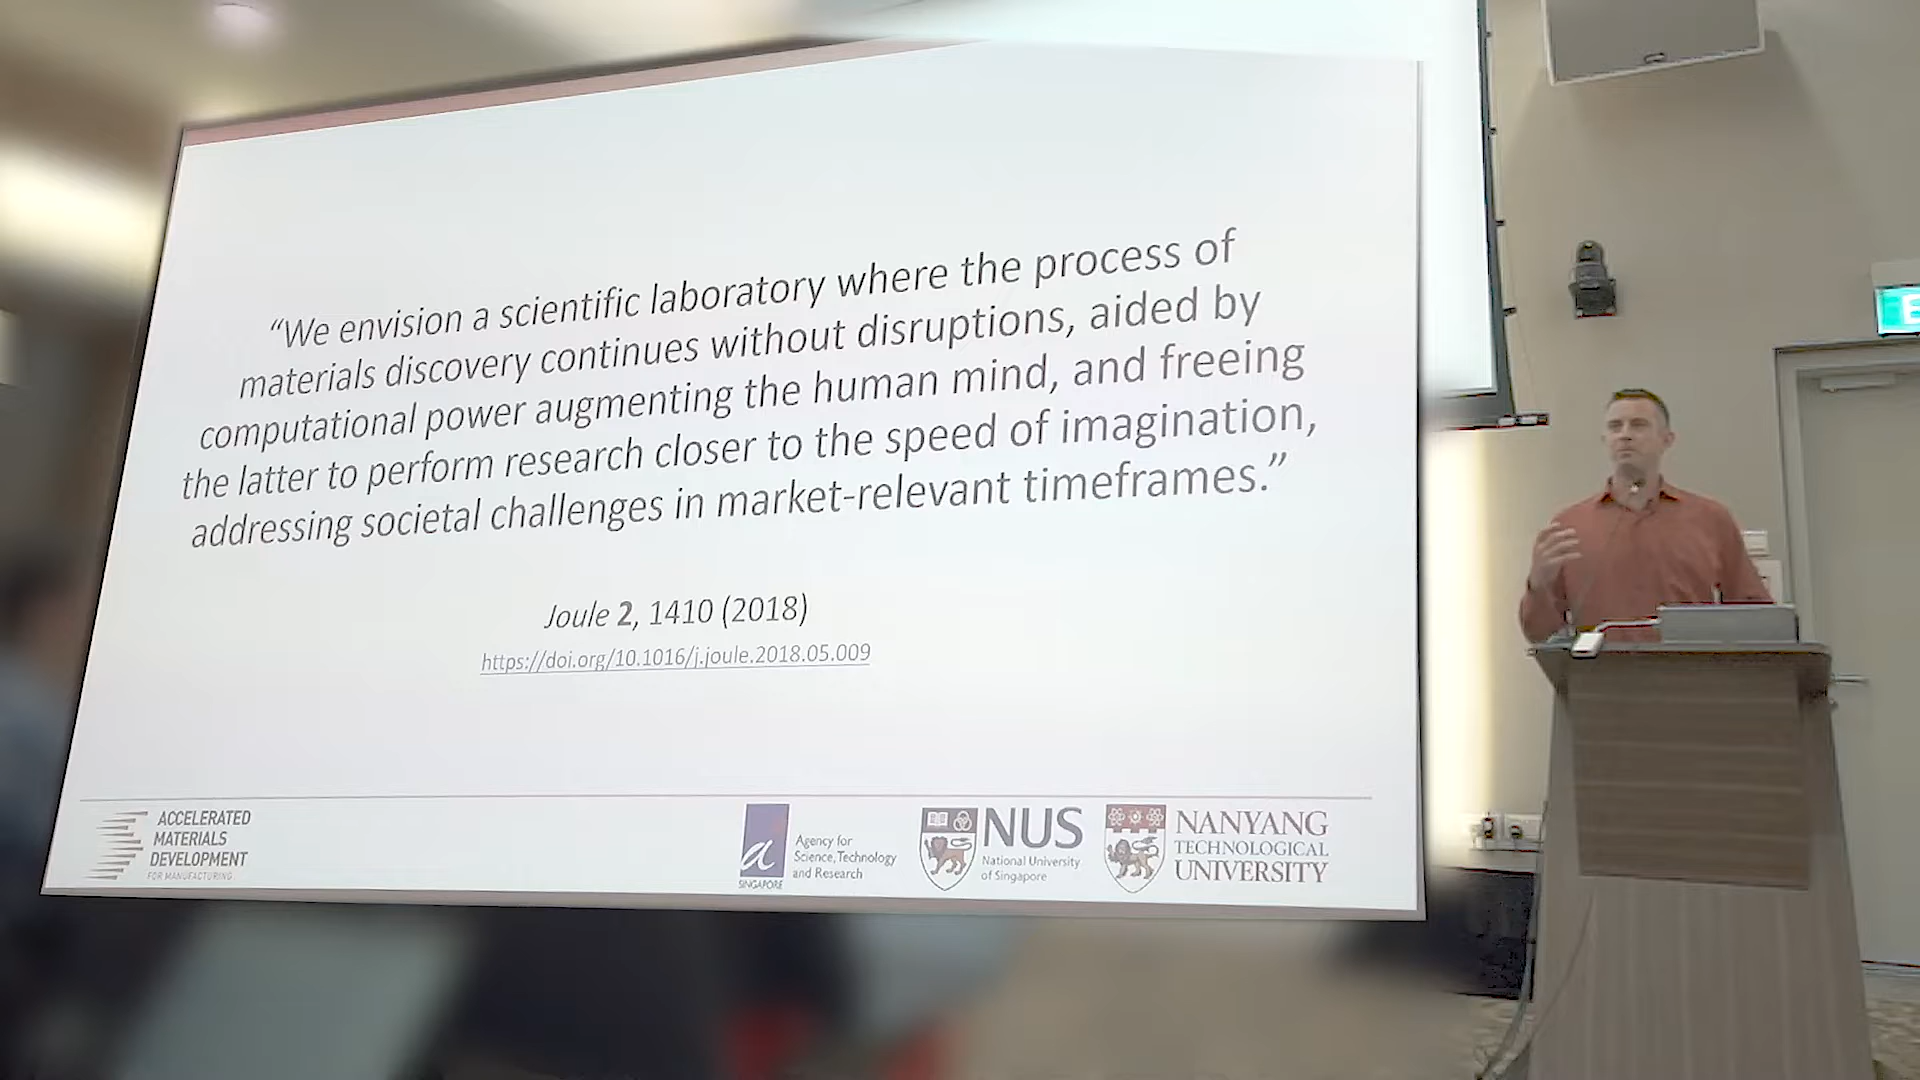 “We envision a scientific laboratory where the process of
materials discovery continues without disruptions, aided by
computational power augmenting the human mind, and freeing
the latter to perform research closer to the speed of imagination,
addressing societal challenges in market-relevant timeframes.”
Joule 2, 1410 (2018)
https://doi.org/10.1016/j.joule.2018.05.009
ACCELERATED
MATERIALS
DEVELOPMENT
FOR MANUFACTURING
a
SINGAPORE
Agency for
Science, Technology
and Research
NUS
National University
of Singapore
NANYANG
TECHNOLOGICAL
UNIVERSITY